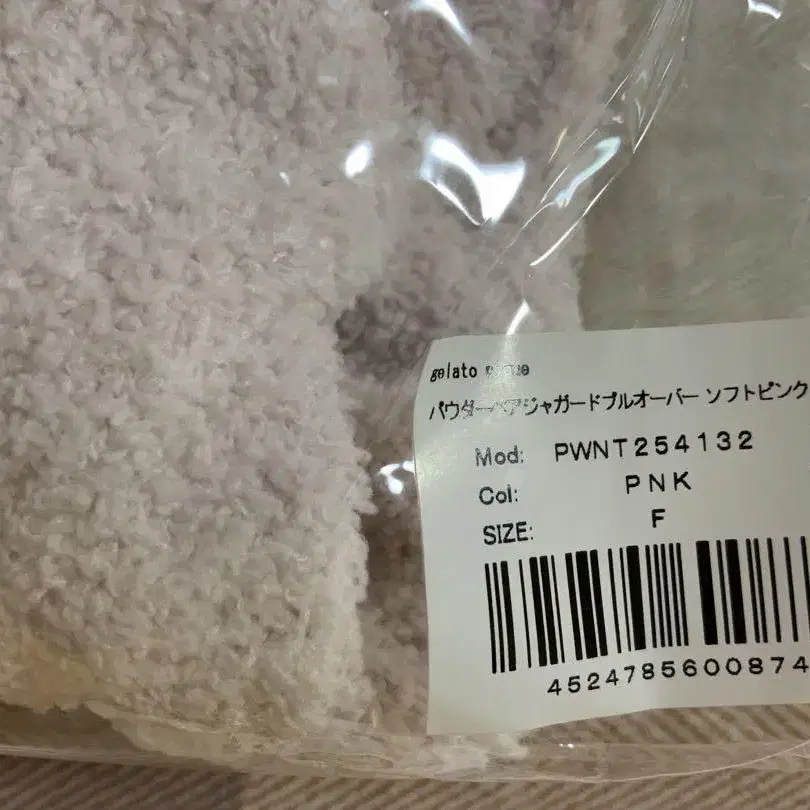 gelato pique
パウダーベアジャガードプルオーバー ソフトピンク
Mod: PWNT254132
Col: PNK
SIZE: F
4524785600874